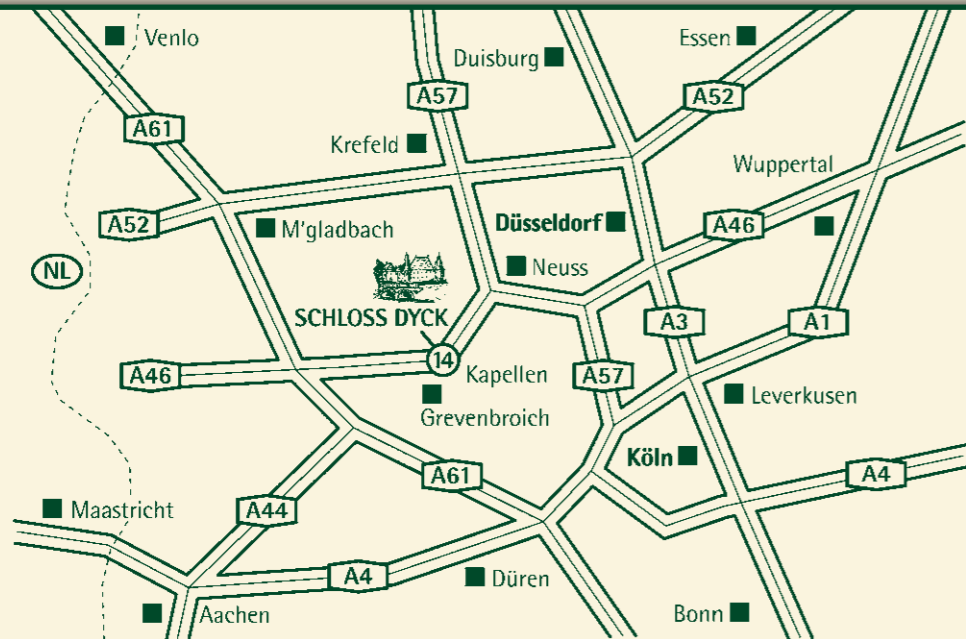 Venlo
Duisburg
Essen
A57
A52
A61
Krefeld
Wuppertal
A52
M'gladbach
Düsseldorf
A46
NL
Neuss
SCHLOSS DYCK
A3
A1
14
A46
Kapellen
A57
Grevenbroich
Leverkusen
Köln
A61
A4
Maastricht
A44
A4
Düren
Aachen
Bonn